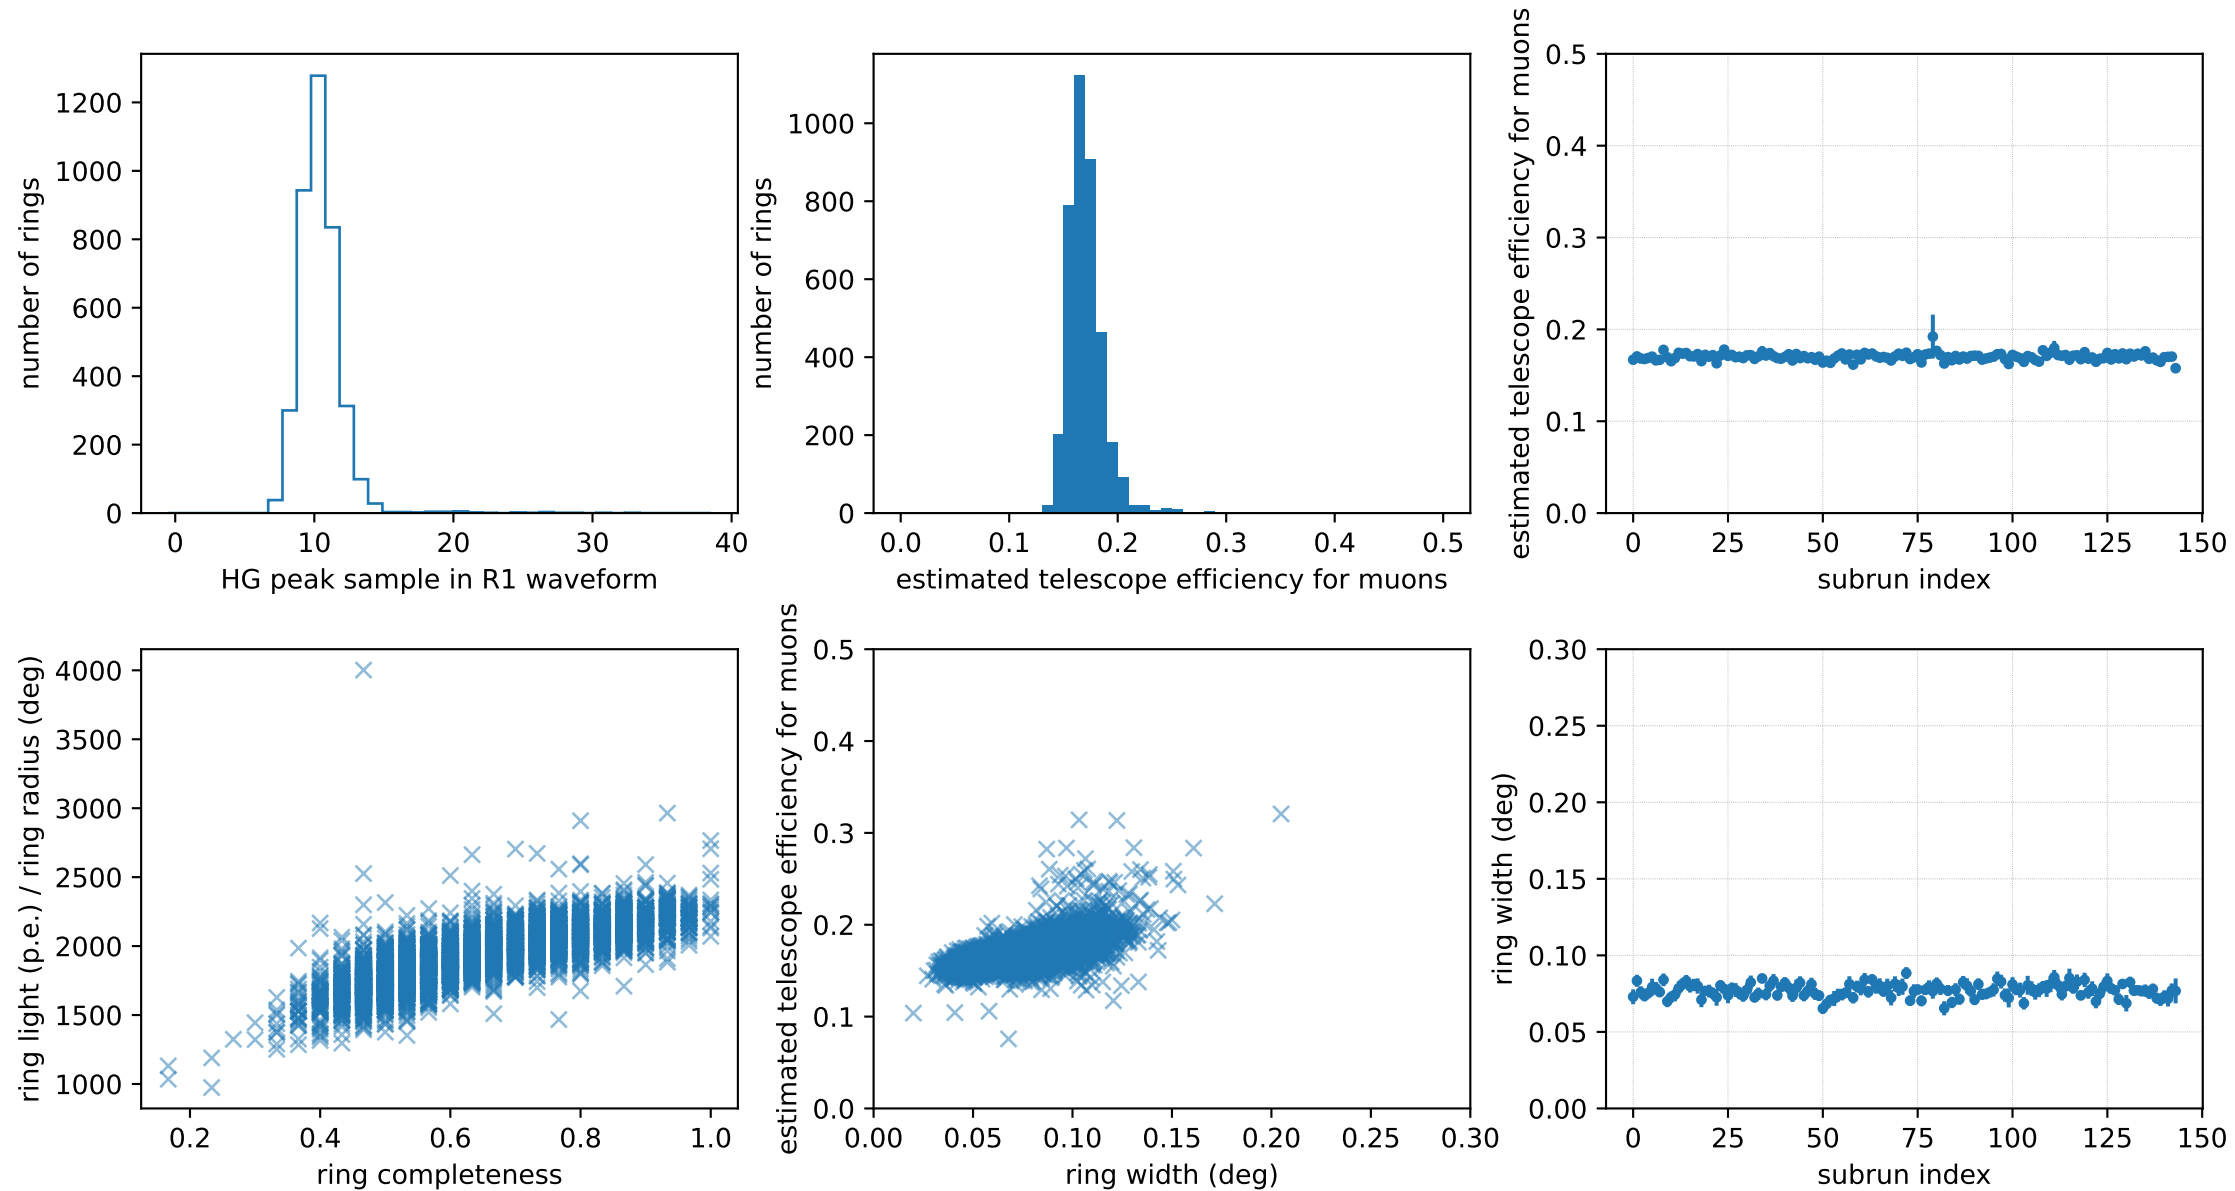 number of rings
1200
1000
800
600
400
200
0
0 10 20 30 40
HG peak sample in R1 waveform
number of rings
1000
800
600
400
200
0
0.0 0.1 0.2 0.3 0.4 0.5
estimated telescope efficiency for muons
estimated telescope efficiency for muons
0.5
0.4
0.3
0.2
0.1
0.0
0 25 50 75 100 125 150
subrun index
ring light (p.e.) / ring radius (deg)
4000
3500
3000
2500
2000
1500
1000
0.2 0.4 0.6 0.8 1.0
ring completeness
estimated telescope efficiency for muons
0.5
0.4
0.3
0.2
0.1
0.0
0.00 0.05 0.10 0.15 0.20 0.25 0.30
ring width (deg)
ring width (deg)
0.30
0.25
0.20
0.15
0.10
0.05
0.00
0 25 50 75 100 125 150
subrun index